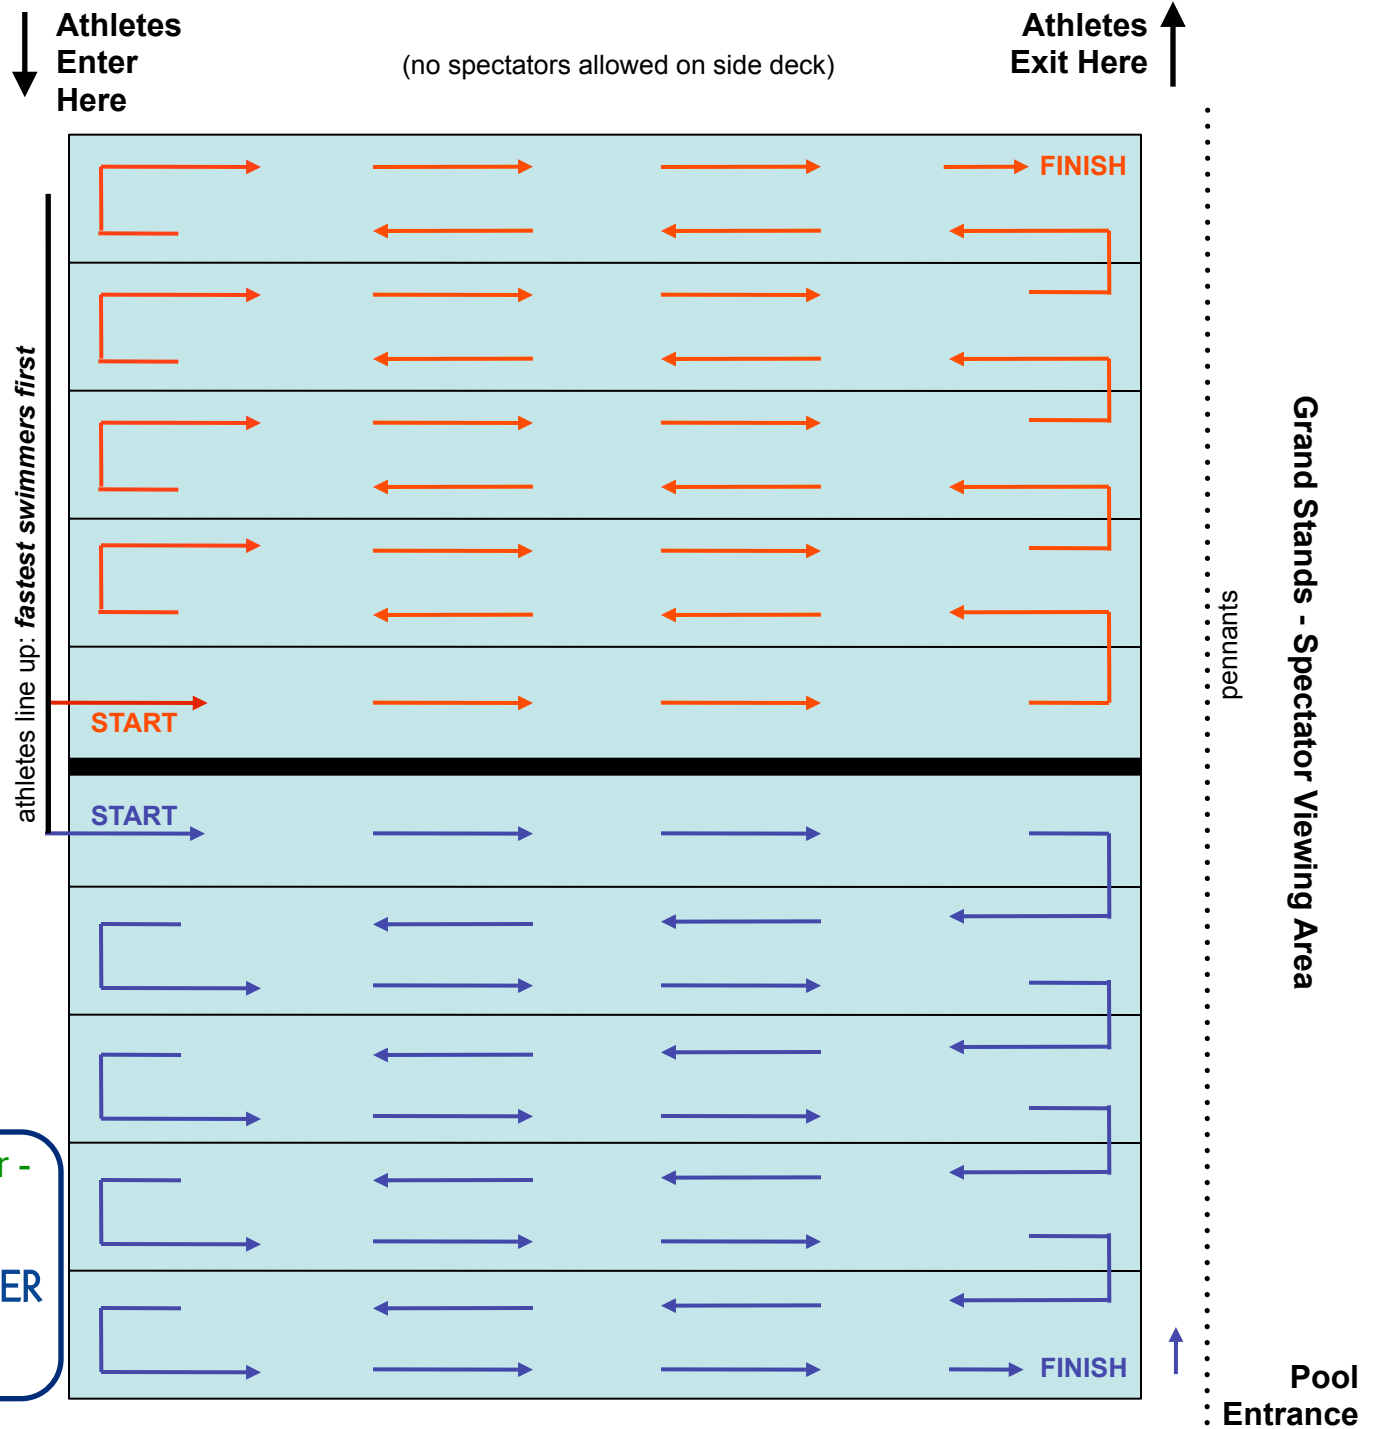 Athletes
Enter
Here
(no spectators allowed on side deck)
Athletes
Exit Here
FINISH
athletes line up: fastest swimmers first
START
START
pennants
Grand Stands - Spectator Viewing Area
r -
ER
FINISH
Pool
Entrance